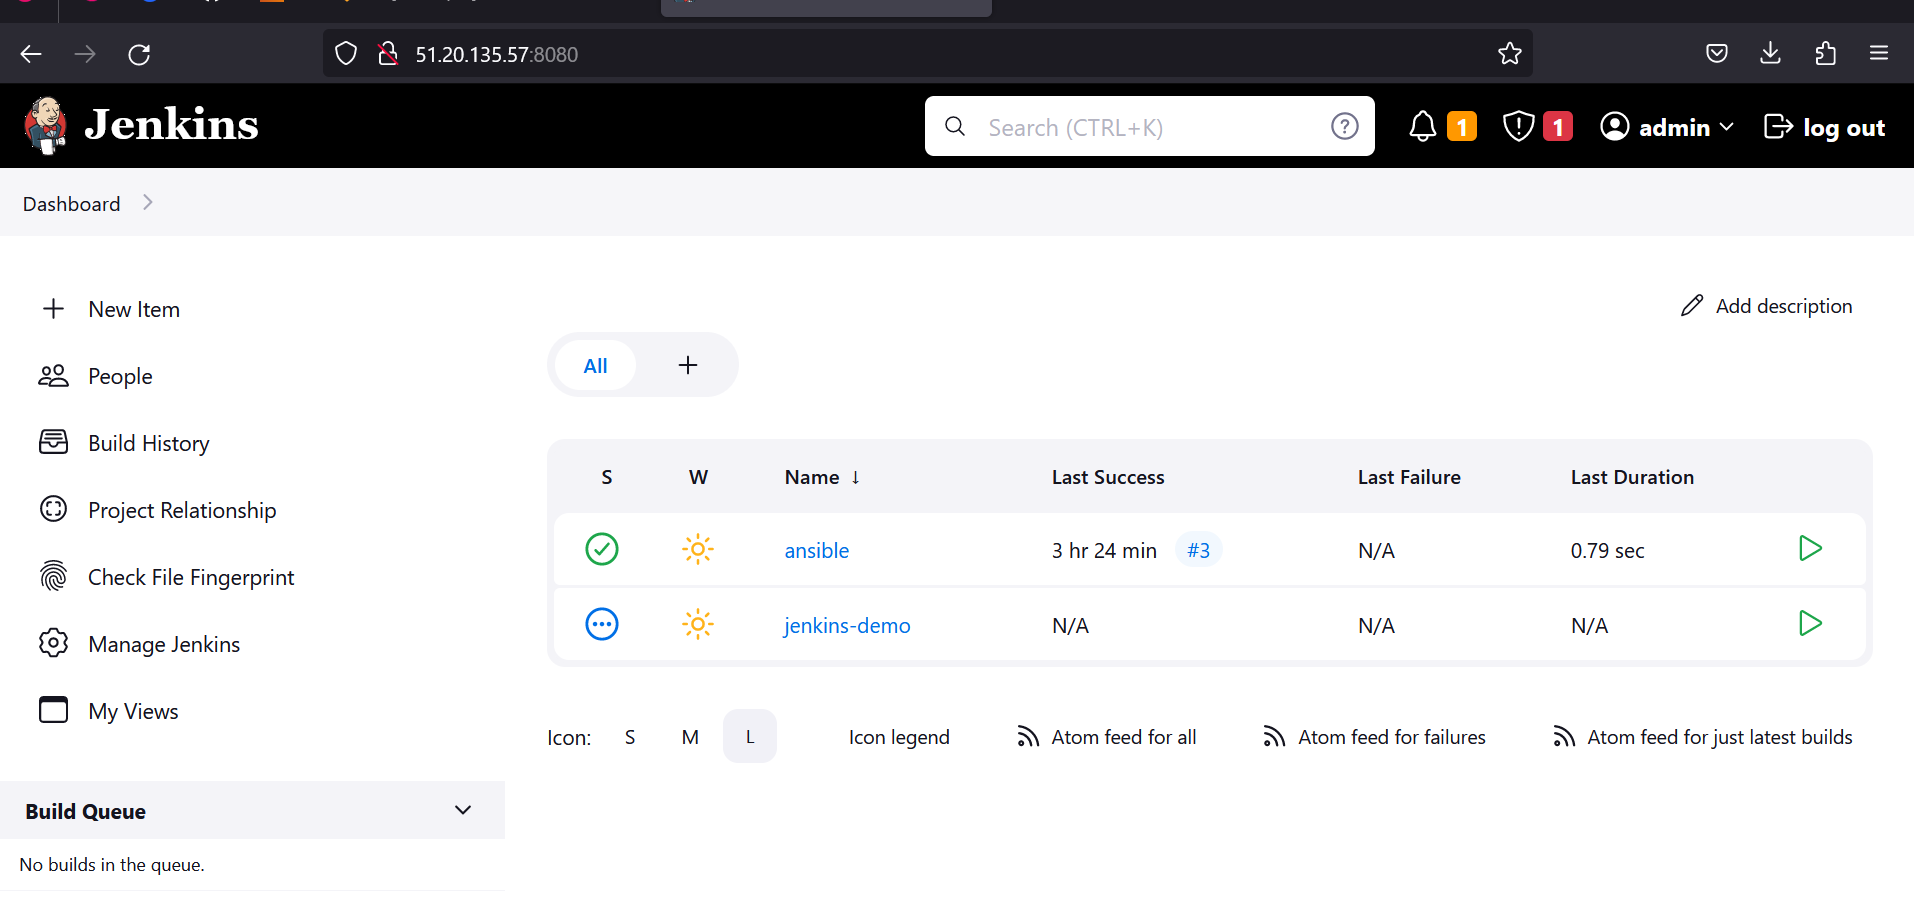 51.20.135.57:8080
Jenkins
Search (CTRL+K)
1
1
admin
log out
Dashboard
New Item
People
Build History
Project Relationship
Check File Fingerprint
Manage Jenkins
My Views
Build Queue
No builds in the queue.
Add description
All
S W Name ↓ Last Success Last Failure Last Duration
ansible 3 hr 24 min #3 N/A 0.79 sec
jenkins-demo N/A N/A N/A
Icon: S M L Icon legend Atom feed for all Atom feed for failures Atom feed for just latest builds